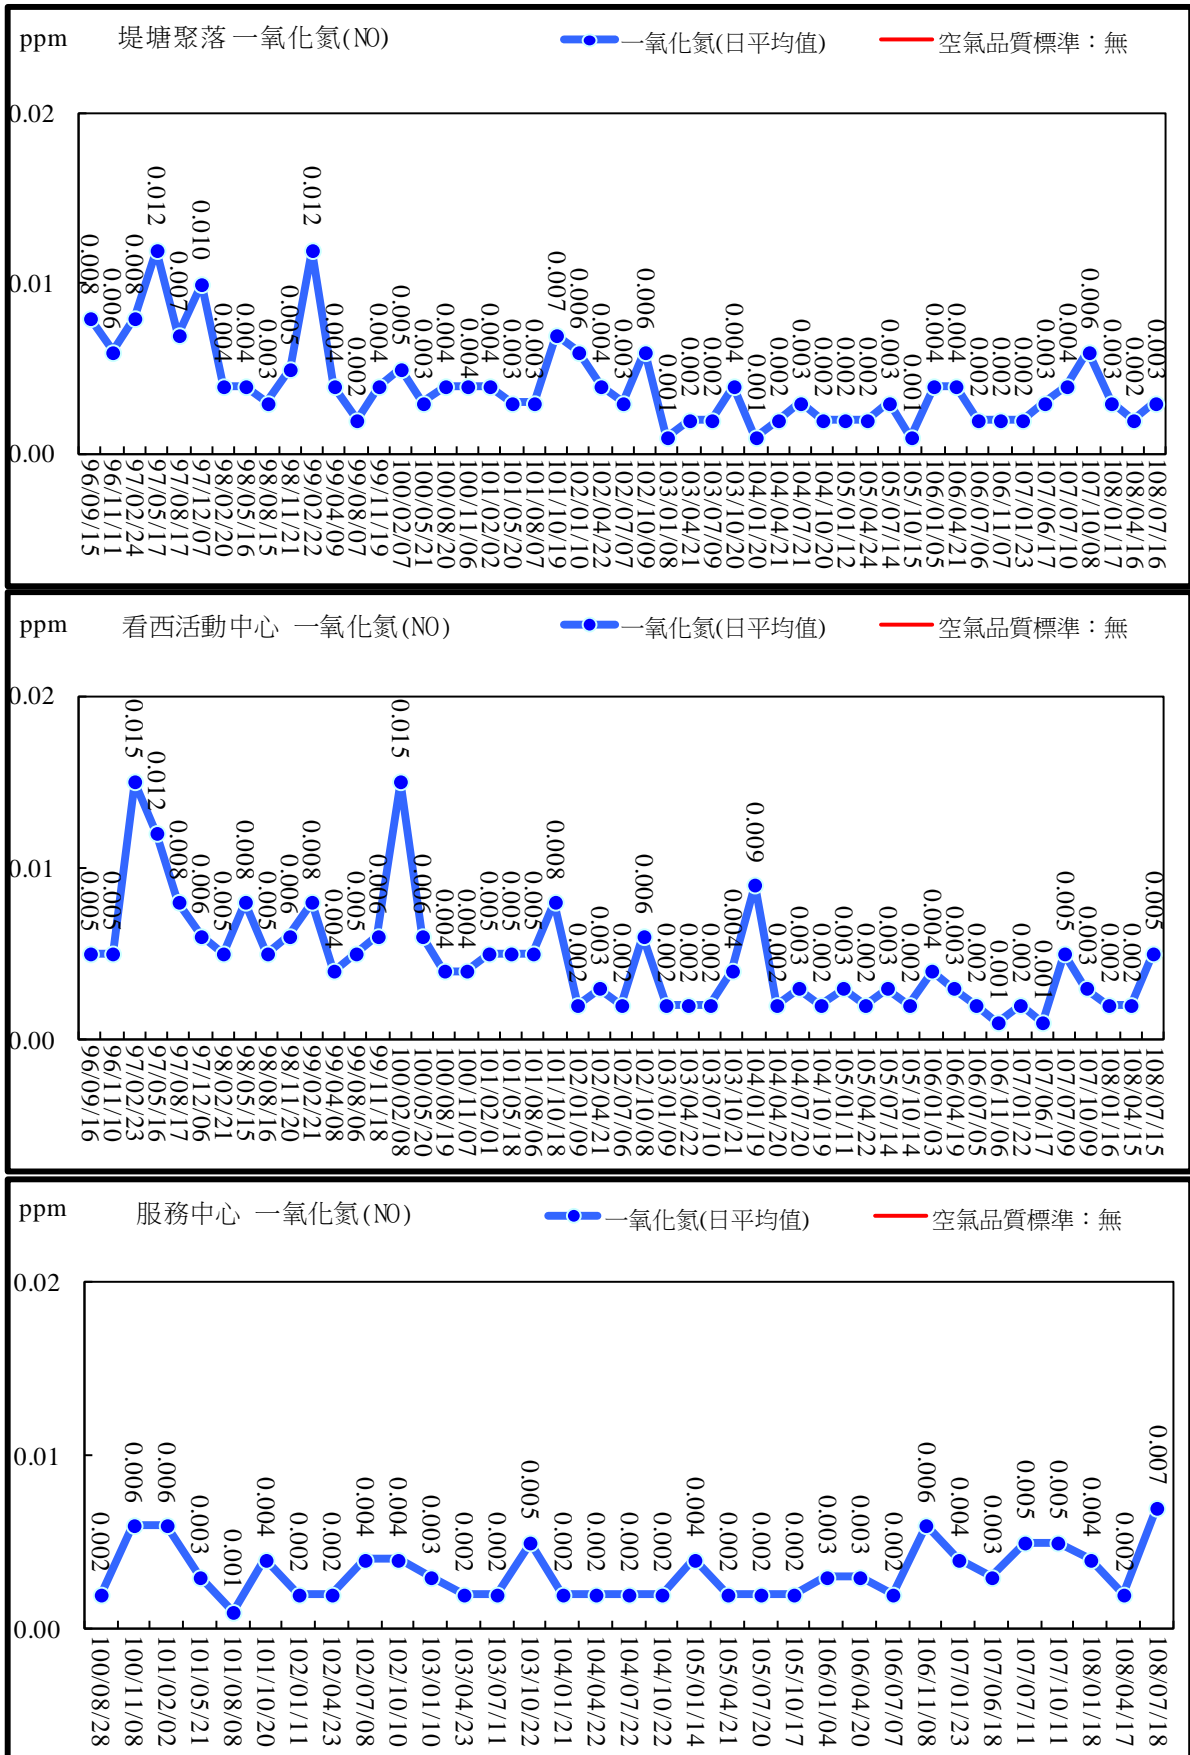 ppm 堤塘聚落 一氧化氮(NO) 一氧化氮(日平均值) 空氣品質標準：無
0.02
0.01
0.00
0.008 0.006 0.008 0.012 0.007 0.010 0.004 0.004 0.003 0.005 0.012 0.004 0.002 0.004 0.005 0.003 0.004 0.004 0.004 0.003 0.003 0.007 0.006 0.004 0.003 0.006 0.001 0.002 0.002 0.004 0.001 0.002 0.003 0.002 0.002 0.002 0.003 0.001 0.004 0.004 0.002 0.002 0.002 0.003 0.004 0.006 0.003 0.002 0.003
96/09/15 96/11/11 97/02/24 97/05/17 97/08/17 97/12/07 98/02/20 98/05/16 98/08/15 98/11/21 99/02/22 99/04/09 99/08/07 99/11/19 100/02/07 100/05/21 100/08/20 100/11/06 101/02/02 101/05/20 101/08/07 101/10/19 102/01/10 102/04/22 102/07/07 102/10/09 103/01/08 103/04/21 103/07/09 103/10/20 104/01/20 104/04/21 104/07/21 104/10/20 105/01/12 105/04/24 105/07/14 105/10/15 106/01/05 106/04/21 106/07/06 106/11/07 107/01/23 107/06/17 107/07/10 107/10/08 108/01/17 108/04/16 108/07/16
ppm 看西活動中心 一氧化氮(NO) 一氧化氮(日平均值) 空氣品質標準：無
0.02
0.01
0.00
0.005 0.005 0.015 0.012 0.008 0.006 0.005 0.008 0.005 0.006 0.008 0.004 0.005 0.006 0.015 0.006 0.004 0.004 0.005 0.005 0.005 0.008 0.002 0.003 0.002 0.006 0.002 0.002 0.002 0.004 0.009 0.002 0.003 0.002 0.003 0.002 0.003 0.002 0.004 0.003 0.002 0.001 0.002 0.001 0.005 0.003 0.002 0.002 0.005
96/09/16 96/11/10 97/02/23 97/05/16 97/08/17 97/12/06 98/02/21 98/05/15 98/08/16 98/11/20 99/02/21 99/04/08 99/08/06 99/11/18 100/02/08 100/05/20 100/08/19 100/11/07 101/02/01 101/05/18 101/08/06 101/10/18 102/01/09 102/04/21 102/07/06 102/10/08 103/01/09 103/04/22 103/07/10 103/10/21 104/01/19 104/04/20 104/07/20 104/10/19 105/01/11 105/04/22 105/07/14 105/10/14 106/01/03 106/04/19 106/07/05 106/11/06 107/01/22 107/06/17 107/07/09 107/10/09 108/01/16 108/04/15 108/07/15
ppm 服務中心 一氧化氮(NO) 一氧化氮(日平均值) 空氣品質標準：無
0.02
0.01
0.00
0.002 0.006 0.006 0.003 0.001 0.004 0.002 0.002 0.004 0.004 0.003 0.002 0.002 0.005 0.002 0.002 0.002 0.002 0.004 0.002 0.002 0.002 0.003 0.003 0.002 0.006 0.004 0.003 0.005 0.005 0.004 0.002 0.007
100/08/28 100/11/08 101/02/02 101/05/21 101/08/08 101/10/20 102/01/11 102/04/23 102/07/08 102/10/10 103/01/10 103/04/23 103/07/11 103/10/22 104/01/21 104/04/22 104/07/22 104/10/22 105/01/14 105/04/21 105/07/20 105/10/17 106/01/04 106/04/20 106/07/07 106/11/08 107/01/23 107/06/18 107/07/11 107/10/11 108/01/18 108/04/17 108/07/18